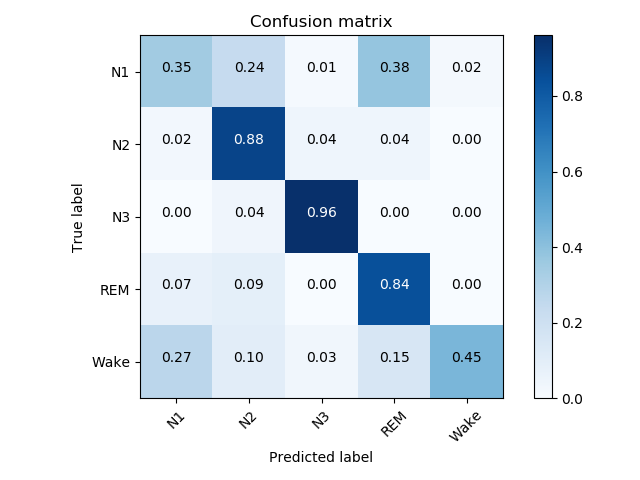 Confusion matrix
True label
N1 0.35 0.24 0.01 0.38 0.02
N2 0.02 0.88 0.04 0.04 0.00
N3 0.00 0.04 0.96 0.00 0.00
REM 0.07 0.09 0.00 0.84 0.00
Wake 0.27 0.10 0.03 0.15 0.45
N1 N2 N3 REM Wake
Predicted label
0.8
0.6
0.4
0.2
0.0